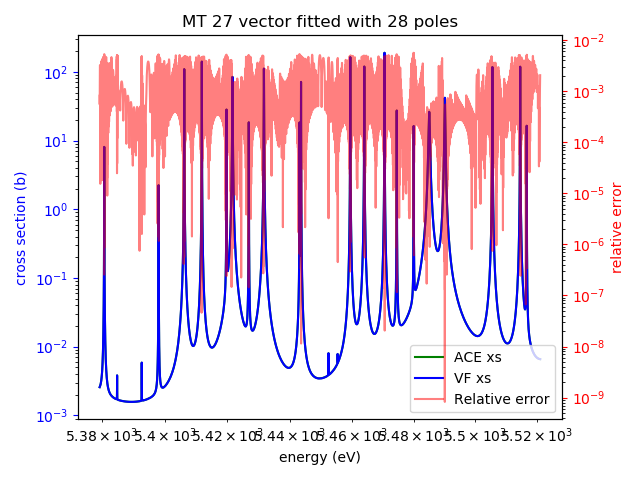 MT 27 vector fitted with 28 poles
cross section (b)
10²
10¹
10⁰
10⁻¹
10⁻²
10⁻³
10⁻²
10⁻³
10⁻⁴
10⁻⁵
10⁻⁶
10⁻⁷
10⁻⁸
10⁻⁹
relative error
ACE xs
VF xs
Relative error
5.38 × 10³ 5.4 × 10³ 5.42 × 10³ 5.44 × 10³ 5.46 × 10³ 5.48 × 10³ 5.5 × 10³ 5.52 × 10³
energy (eV)